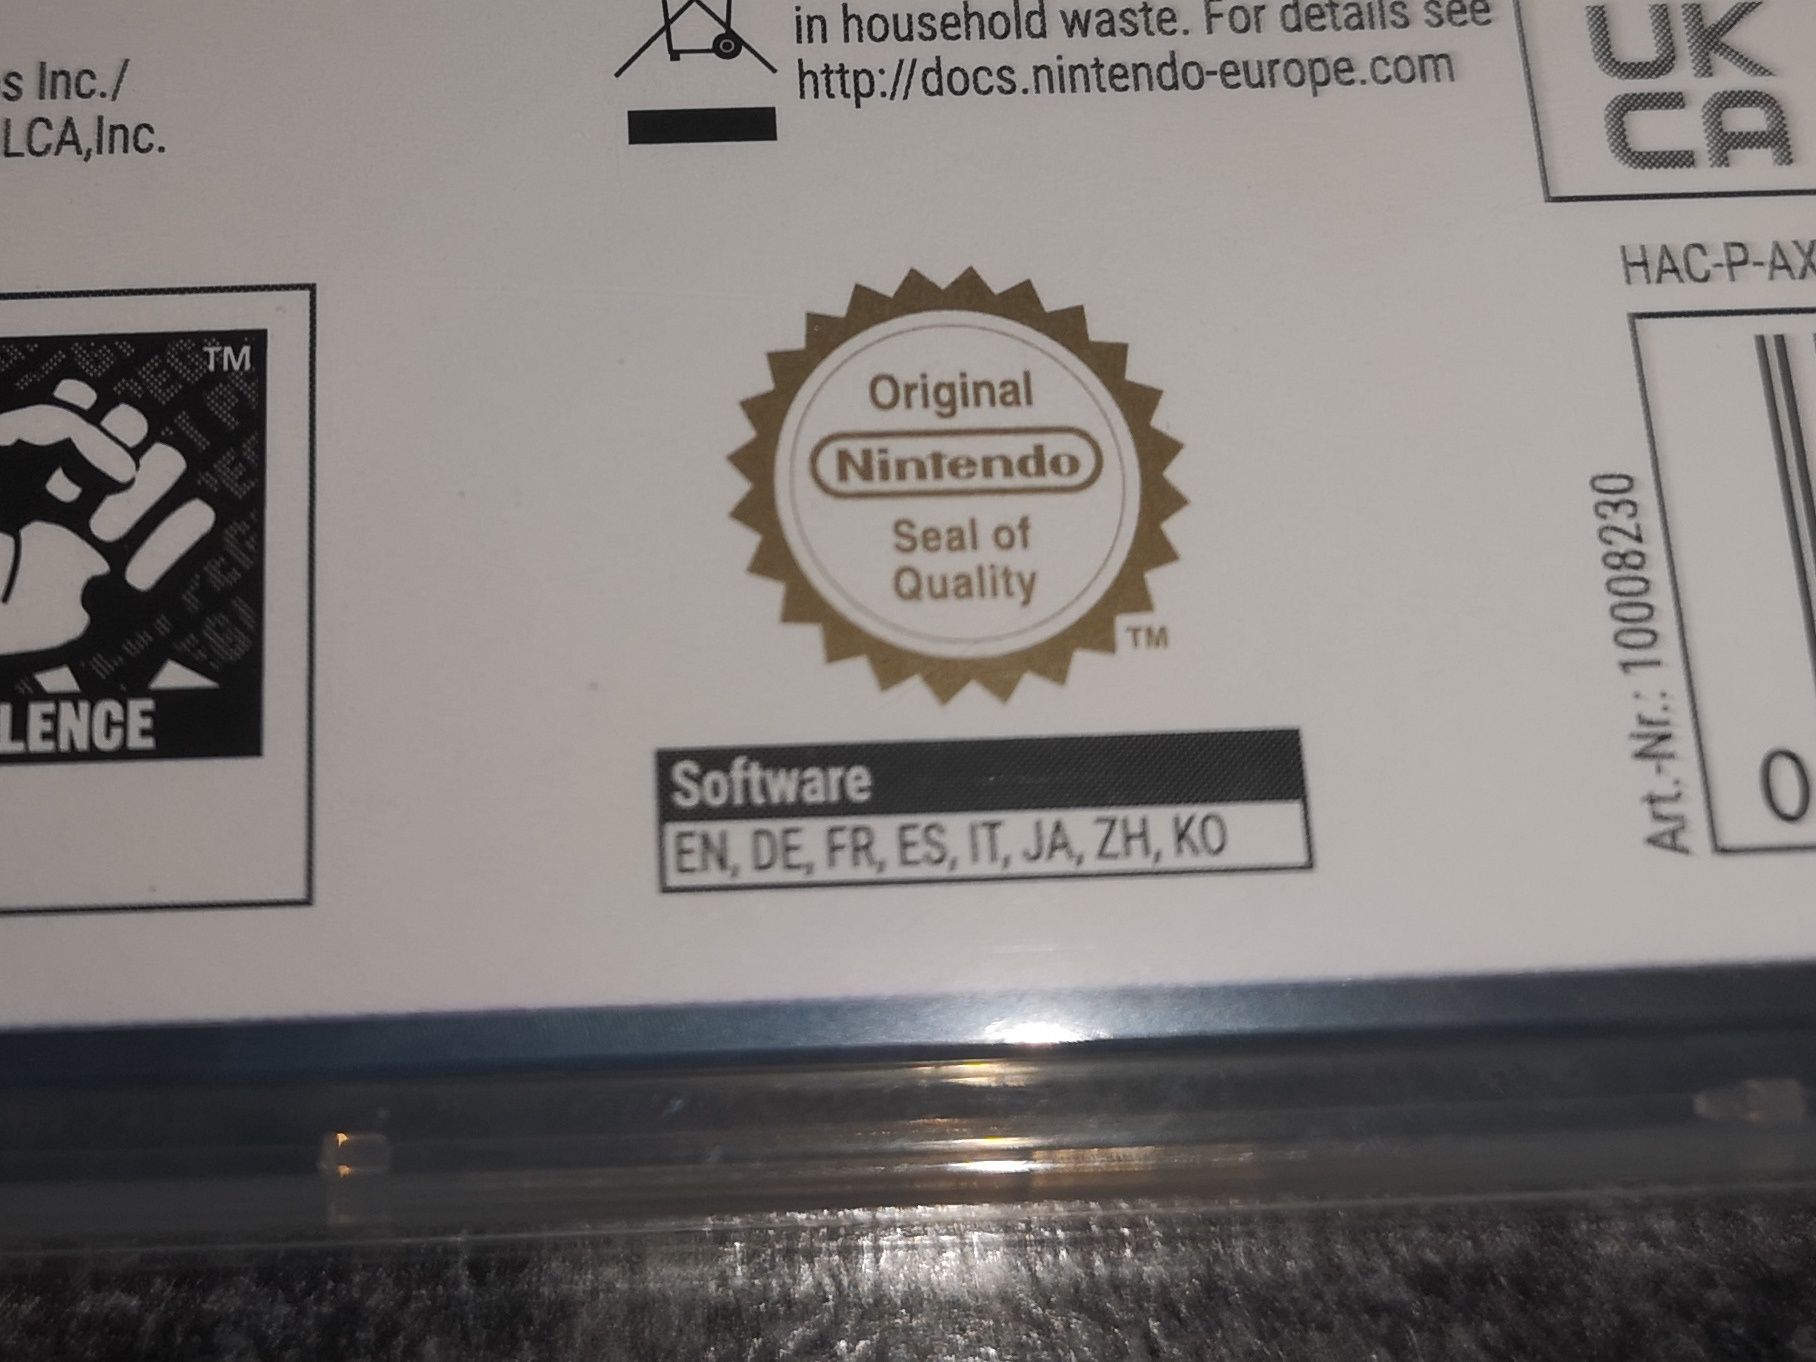 in household waste. For details see
http://docs.nintendo-europe.com
s Inc./
LCA,Inc.
UK
CA
HAC-P-AX
TM
LENCE
Original
Nintendo
Seal of
Quality
TM
Software
EN, DE, FR, ES, IT, JA, ZH, KO
Art.-Nr.: 10008230
0